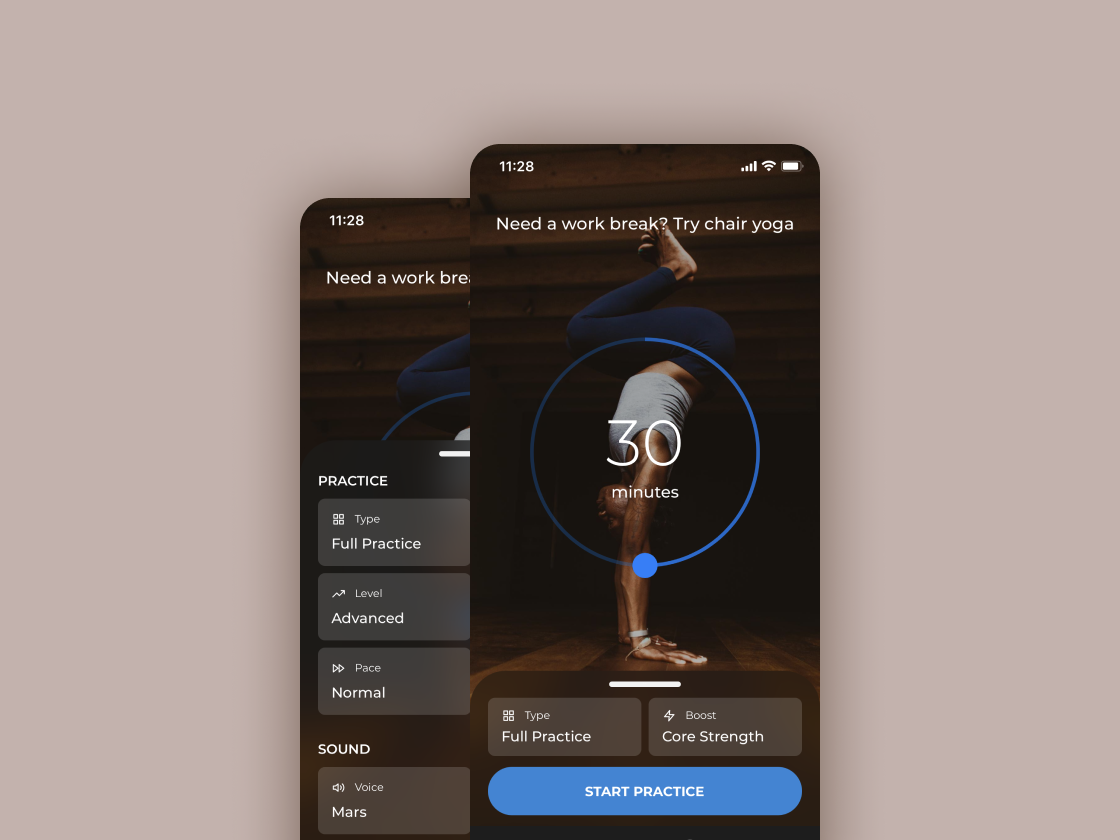 11:28
Need a work brea
PRACTICE
Type
Full Practice
Level
Advanced
Pace
Normal
SOUND
Voice
Mars
11:28
Need a work break? Try chair yoga
30
minutes
Type
Full Practice
Boost
Core Strength
START PRACTICE